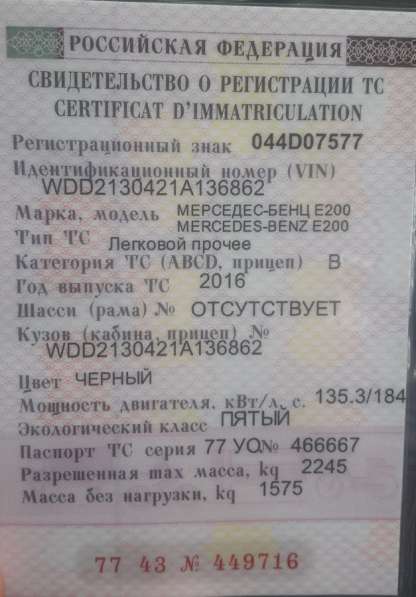 РОССИЙСКАЯ ФЕДЕРАЦИЯ
СВИДЕТЕЛЬСТВО О РЕГИСТРАЦИИ ТС
CERTIFICAT D'IMMATRICULATION
Регистрационный знак 044D07577
Идентификационный номер (VIN)
WDD2130421A136862
Марка, модель МЕРСЕДЕС-БЕНЦ Е200
MERCEDES-BENZ E200
Тип ТС Легковой прочее
Категория ТС (ABCD, прицеп) B
Год выпуска ТС 2016
Шасси (рама) № ОТСУТСТВУЕТ
Кузов (кабина, прицеп) №
WDD2130421A136862
Цвет ЧЕРНЫЙ
Мощность двигателя, кВт/л. с. 135.3/184
Экологический класс ПЯТЫЙ
Паспорт ТС серия 77 УО № 466667
Разрешенная max масса, kg 2245
Масса без нагрузки, kg 1575
77 43 № 449716